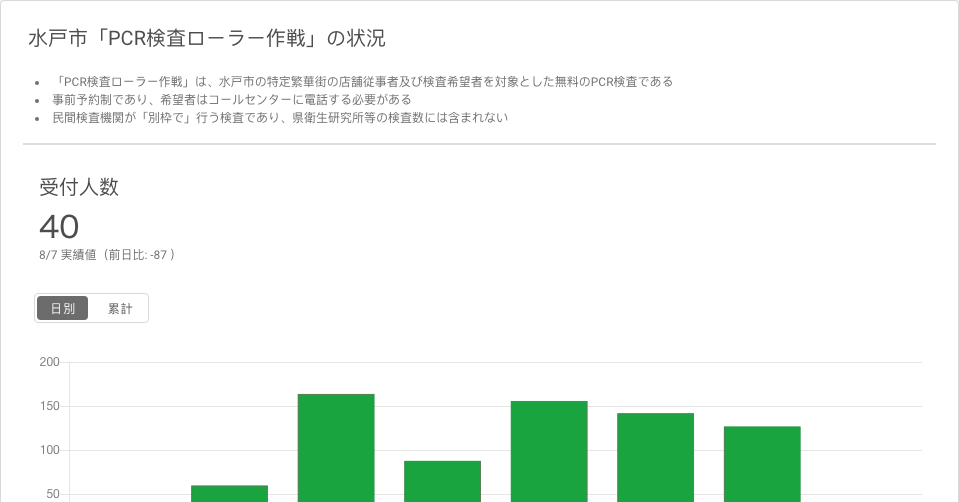 水戸市「PCR検査ローラー作戦」の状況
「PCR検査ローラー作戦」は、水戸市の特定繁華街の店舗従事者及び検査希望者を対象とした無料のPCR検査である
事前予約制であり、希望者はコールセンターに電話する必要がある
民間検査機関が「別枠で」行う検査であり、県衛生研究所等の検査数には含まれない
受付人数
40
8/7 実績値（前日比: -87 ）
日別 累計
200
150
100
50